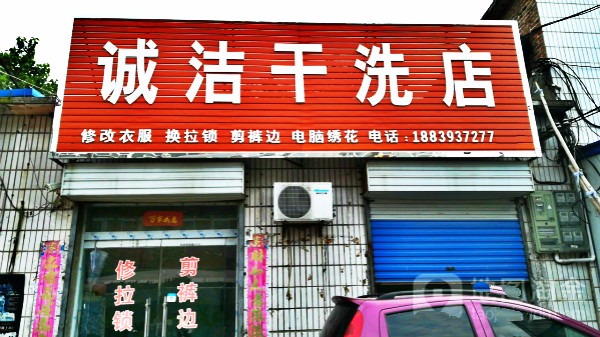 诚洁干洗店
修改衣服 换拉锁 剪裤边 电脑绣花 电话:1883937277
修拉锁
剪裤边